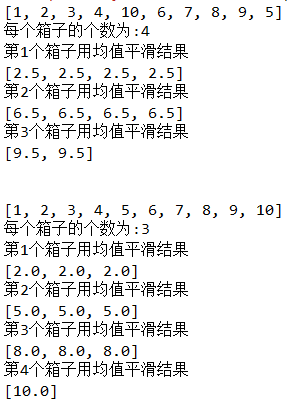 [1, 2, 3, 4, 10, 6, 7, 8, 9, 5]
每个箱子的个数为:4
第1个箱子用均值平滑结果
[2.5, 2.5, 2.5, 2.5]
第2个箱子用均值平滑结果
[6.5, 6.5, 6.5, 6.5]
第3个箱子用均值平滑结果
[9.5, 9.5]
[1, 2, 3, 4, 5, 6, 7, 8, 9, 10]
每个箱子的个数为:3
第1个箱子用均值平滑结果
[2.0, 2.0, 2.0]
第2个箱子用均值平滑结果
[5.0, 5.0, 5.0]
第3个箱子用均值平滑结果
[8.0, 8.0, 8.0]
第4个箱子用均值平滑结果
[10.0]